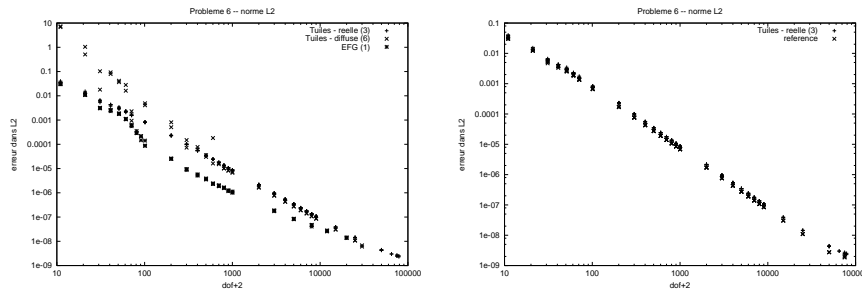 Probleme 6 -- norme L2
Tuiles - reelle (3)
Tuiles - diffuse (6)
EFG (1)
erreur dans L2
10
1
0.1
0.01
0.001
0.0001
1e-05
1e-06
1e-07
1e-08
1e-09
10 100 1000 10000 100000
dof+2
Probleme 6 -- norme L2
Tuiles - reelle (3)
reference
erreur dans L2
0.1
0.01
0.001
0.0001
1e-05
1e-06
1e-07
1e-08
1e-09
10 100 1000 10000 100000
dof+2